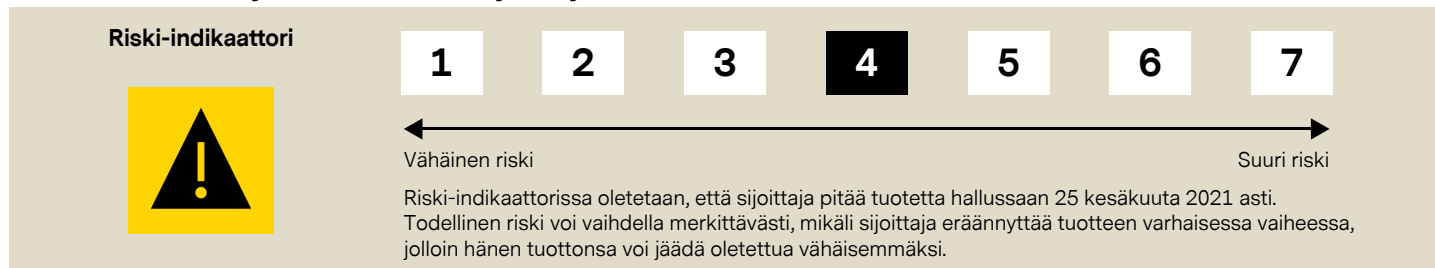 Riski-indikaattori
1 2 3 4 5 6 7
Vähäinen riski Suuri riski
Riski-indikaattorissa oletetaan, että sijoittaja pitää tuotetta hallussaan 25 kesäkuuta 2021 asti.
Todellinen riski voi vaihdella merkittävästi, mikäli sijoittaja eräännyttää tuotteen varhaisessa vaiheessa,
jolloin hänen tuottonsa voi jäädä oletettua vähäisemmäksi.